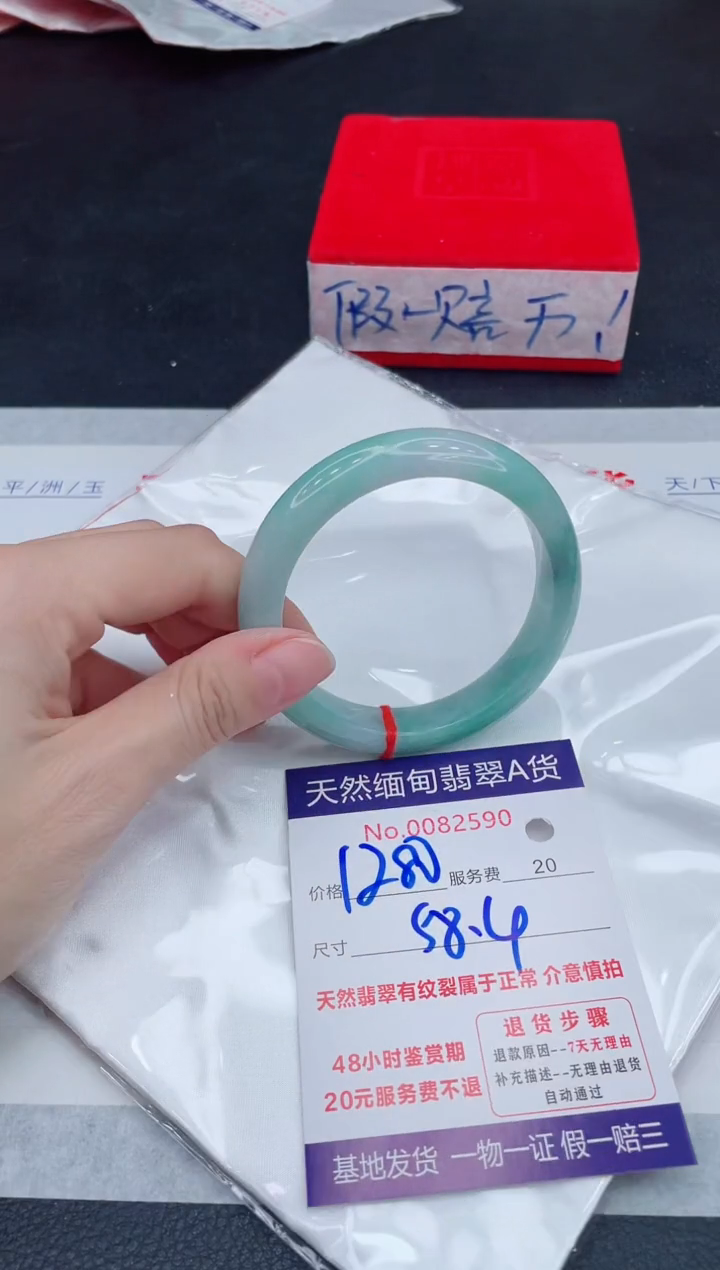 假一赔万!
平/洲/玉
天/下
天然缅甸翡翠A货
No.0082590
价格 1280 服务费 20
尺寸 58.4
天然翡翠有纹裂属于正常 介意慎拍
48小时鉴赏期
20元服务费不退
退货步骤
退款原因--7天无理由
补充描述--无理由退货
自动通过
基地发货 一物一证 假一赔三